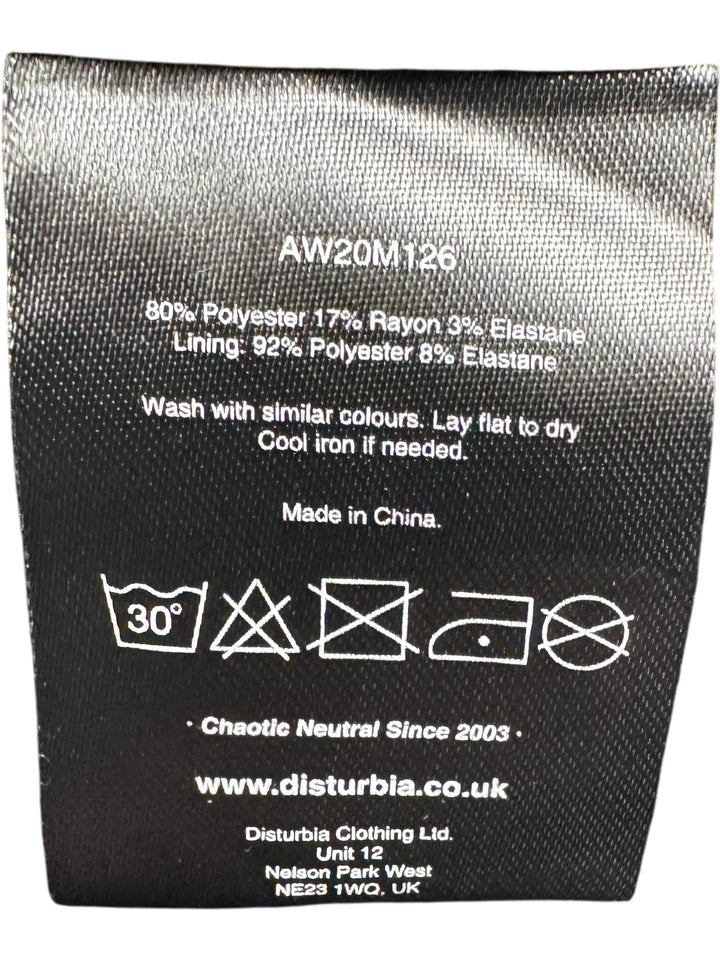 AW20M126
80% Polyester 17% Rayon 3% Elastane
Lining: 92% Polyester 8% Elastane
Wash with similar colours. Lay flat to dry
Cool iron if needed.
Made in China.
30°
· Chaotic Neutral Since 2003 ·
www.disturbia.co.uk
Disturbia Clothing Ltd.
Unit 12
Nelson Park West
NE23 1WQ, UK